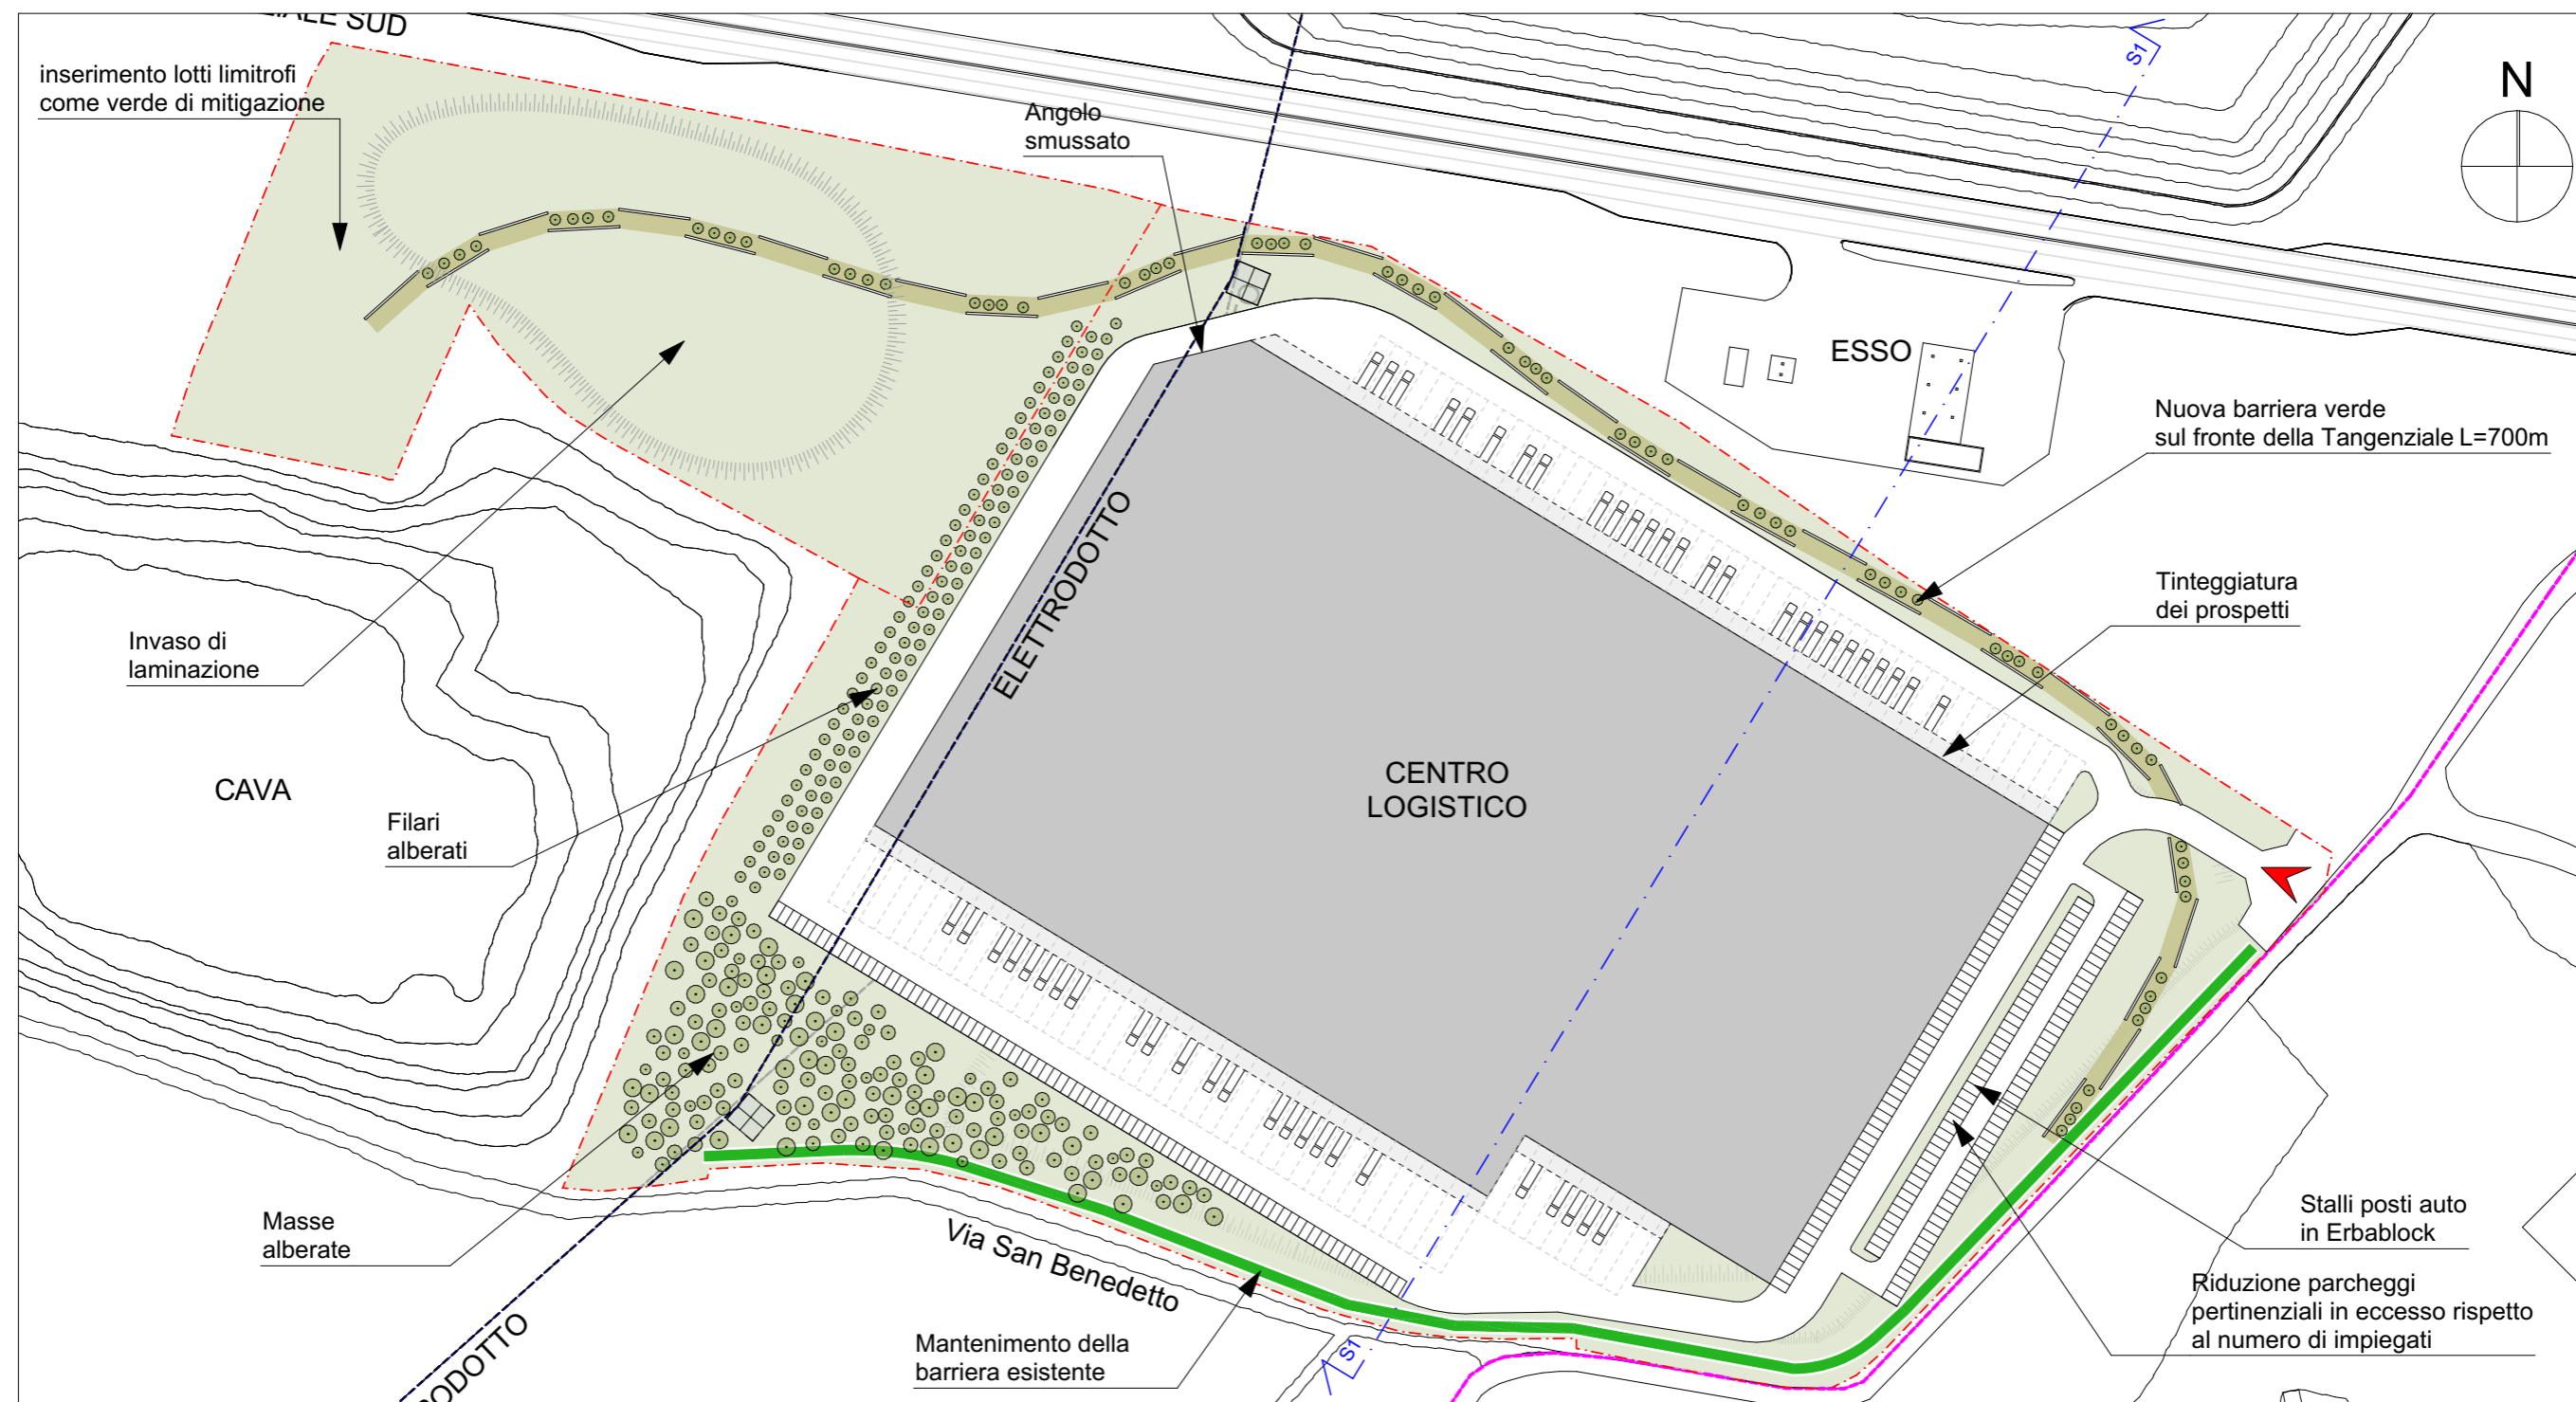 SUD
inserimento lotti limitrofi
come verde di mitigazione
Angolo
smussato
S1
N
ESSO
Nuova barriera verde
sul fronte della Tangenziale L=700m
Tinteggiatura
dei prospetti
ELETTRODOTTO
Invaso di
laminazione
CAVA
CENTRO
LOGISTICO
Filari
alberati
Masse
alberate
Via San Benedetto
Stalli posti auto
in Erbablock
Riduzione parcheggi
pertinenziali in eccesso rispetto
al numero di impiegati
Mantenimento della
barriera esistente
S1